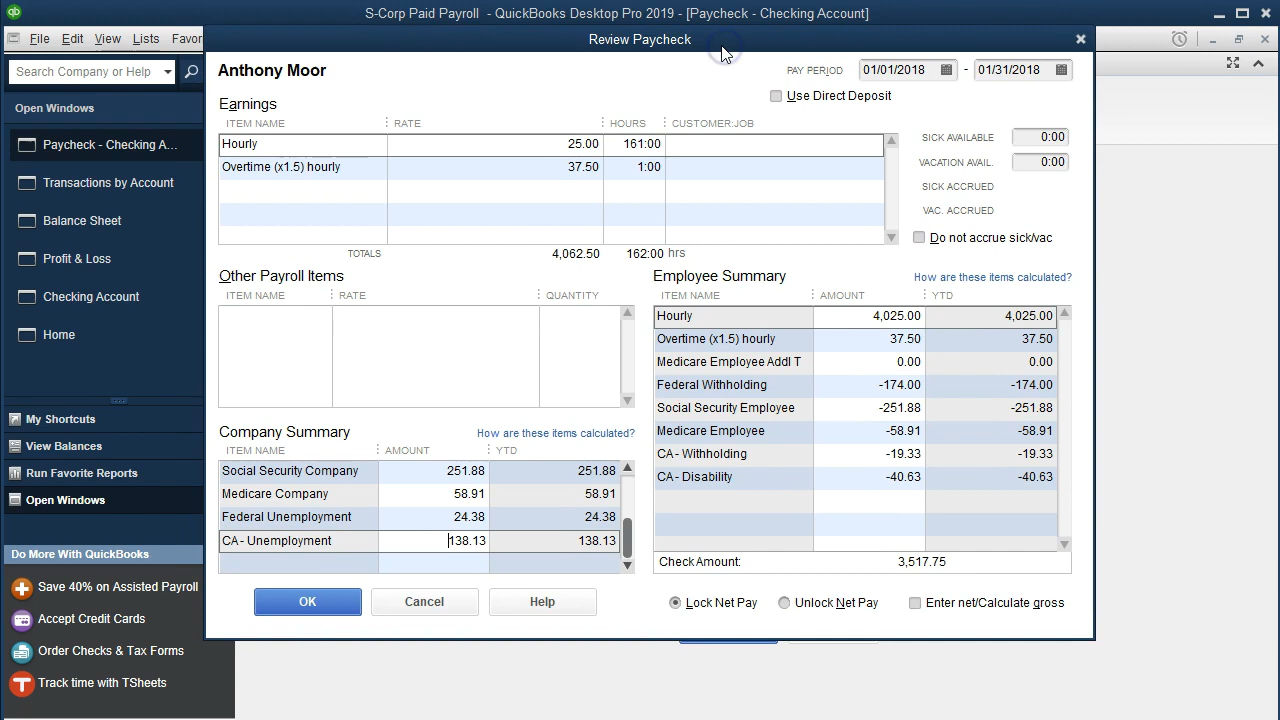 S-Corp Paid Payroll - QuickBooks Desktop Pro 2019 - [Paycheck - Checking Account]
File Edit View Lists Favor
Review Paycheck
Search Company or Help
Open Windows
Paycheck - Checking A...
Transactions by Account
Balance Sheet
Profit & Loss
Checking Account
Home
My Shortcuts
View Balances
Run Favorite Reports
Open Windows
Do More With QuickBooks
Save 40% on Assisted Payroll
Accept Credit Cards
Order Checks & Tax Forms
Track time with TSheets
Anthony Moor
PAY PERIOD 01/01/2018 - 01/31/2018
Use Direct Deposit
Earnings
ITEM NAME RATE HOURS CUSTOMER:JOB
Hourly 25.00 161:00
Overtime (x1.5) hourly 37.50 1:00
TOTALS 4,062.50 162:00 hrs
SICK AVAILABLE 0:00
VACATION AVAIL. 0:00
SICK ACCRUED
VAC. ACCRUED
Do not accrue sick/vac
Other Payroll Items
ITEM NAME RATE QUANTITY
Employee Summary How are these items calculated?
ITEM NAME AMOUNT YTD
Hourly 4,025.00 4,025.00
Overtime (x1.5) hourly 37.50 37.50
Medicare Employee Addl T 0.00 0.00
Federal Withholding -174.00 -174.00
Social Security Employee -251.88 -251.88
Medicare Employee -58.91 -58.91
CA - Withholding -19.33 -19.33
CA - Disability -40.63 -40.63
Check Amount: 3,517.75
Company Summary How are these items calculated?
ITEM NAME AMOUNT YTD
Social Security Company 251.88 251.88
Medicare Company 58.91 58.91
Federal Unemployment 24.38 24.38
CA - Unemployment 138.13 138.13
OK Cancel Help
Lock Net Pay Unlock Net Pay Enter net/Calculate gross